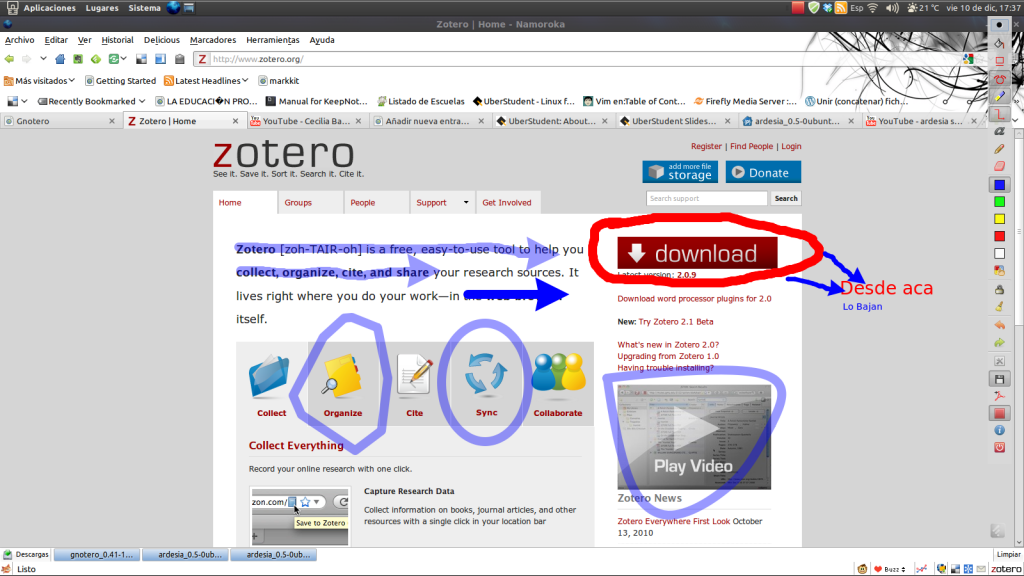 Aplicaciones Lugares Sistema Esp 21 °C vie 10 de dic, 17:37
Zotero | Home - Namoroka
Archivo Editar Ver Historial Delicious Marcadores Herramientas Ayuda
http://www.zotero.org/
Más visitados Getting Started Latest Headlines markkit
Recently Bookmarked LA EDUCACI�N PRO... Manual for KeepNot... Listado de Escuelas UberStudent - Linux f... Vim en:Table of Cont... Firefly Media Server :... Unir (concatenar) fich...
Gnotero Zotero | Home YouTube - Cecilia Ba... Añadir nueva entra... UberStudent: About... UberStudent Slides... ardesia_0.5-0ubunt... YouTube - ardesia s...
zotero
See it. Save it. Sort it. Search it. Cite it.
Register | Find People | Login
add more file
storage
Donate
Search support Search
Home Groups People Support Get Involved
Zotero [zoh-TAIR-oh] is a free, easy-to-use tool to help you
collect, organize, cite, and share your research sources. It
lives right where you do your work—in
itself.
download
Latest version: 2.0.9
Desde aca
Lo Bajan
Download word processor plugins for 2.0
New: Try Zotero 2.1 Beta
What's new in Zotero 2.0?
Upgrading from Zotero 1.0
Having trouble installing?
Collect Organize Cite Sync Collaborate
Play Video
Collect Everything
Record your online research with one click.
zon.com/
Save to Zotero
Capture Research Data
Collect information on books, journal articles, and other
resources with a single click in your location bar
Zotero News
Zotero Everywhere First Look October
13, 2010
Descargas gnotero_0.41-1... ardesia_0.5-0ub... ardesia_0.5-0ub... Limpiar
Listo Buzz zotero